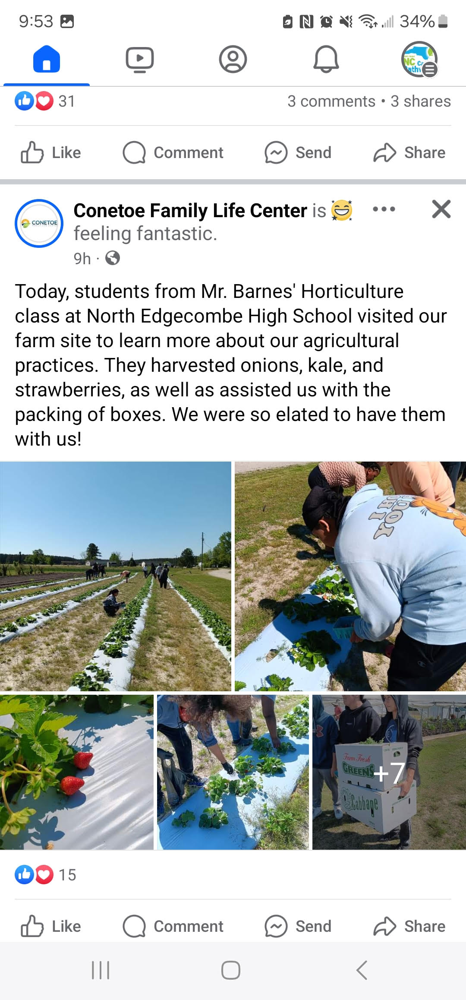 9:53
34%
NC
31
3 comments • 3 shares
Like
Comment
Send
Share
CONETOE
Conetoe Family Life Center is
feeling fantastic.
9h ·
Today, students from Mr. Barnes' Horticulture
class at North Edgecombe High School visited our
farm site to learn more about our agricultural
practices. They harvested onions, kale, and
strawberries, as well as assisted us with the
packing of boxes. We were so elated to have them
with us!
YOU
Farm Fresh
GREENS
+7
Cabbage
15
Like
Comment
Send
Share